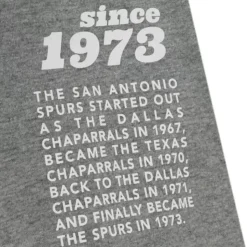 since
1973
THE SAN ANTONIO
SPURS STARTED OUT
AS THE DALLAS
CHAPARRALS IN 1967,
BECAME THE TEXAS
CHAPARRALS IN 1970,
BACK TO THE DALLAS
CHAPARRALS IN 1971,
AND FINALLY BECAME
THE SPURS IN 1973.